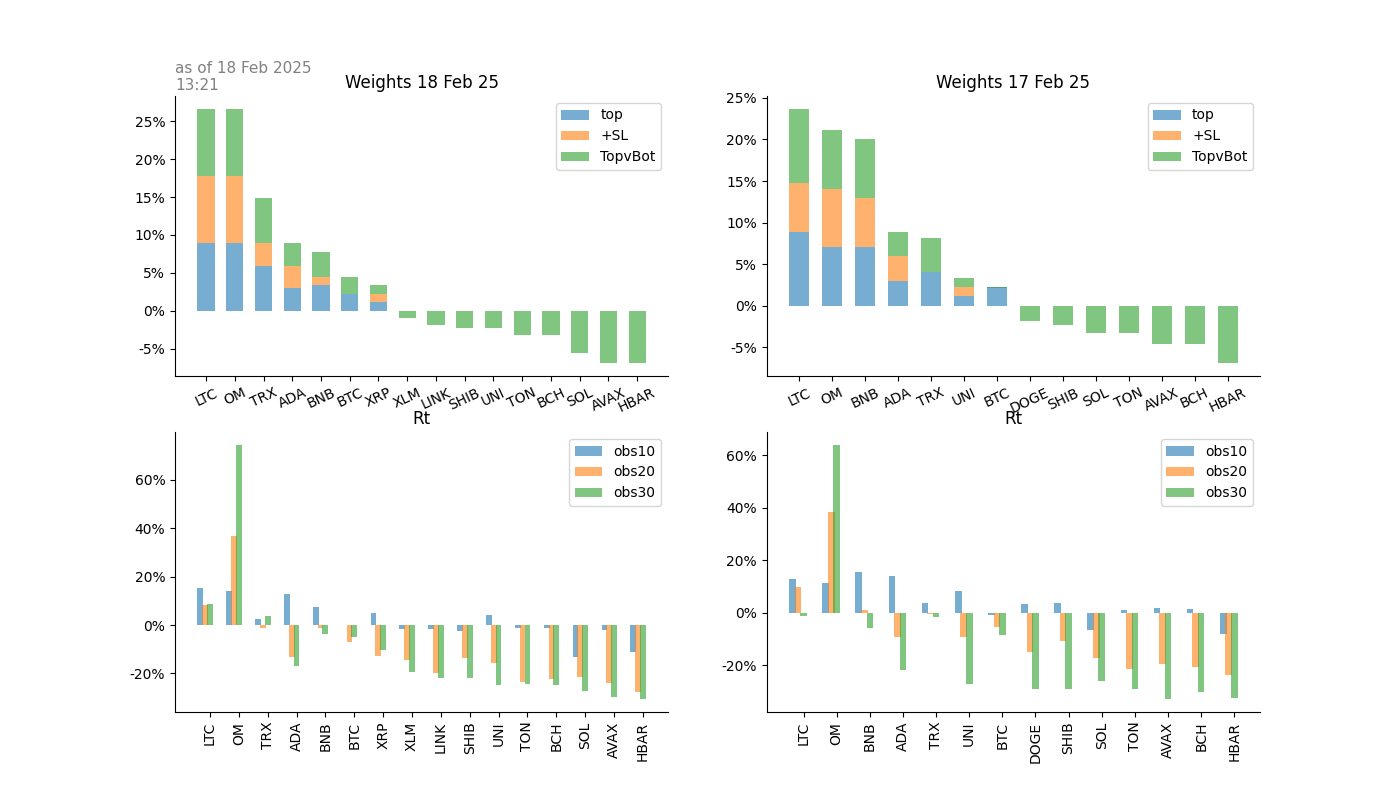 as of 18 Feb 2025
13:21
Weights 18 Feb 25
25%
20%
15%
10%
5%
0%
-5%
top
+SL
TopvBot
LTC OM TRX ADA BNB BTC XRP XLM LINK SHIB UNI TON BCH SOL AVAX HBAR
Weights 17 Feb 25
25%
20%
15%
10%
5%
0%
-5%
top
+SL
TopvBot
LTC OM BNB ADA TRX UNI BTC DOGE SHIB SOL TON AVAX BCH HBAR
Rt
60%
40%
20%
0%
-20%
obs10
obs20
obs30
LTC OM TRX ADA BNB BTC XRP XLM LINK SHIB UNI TON BCH SOL AVAX HBAR
Rt
60%
40%
20%
0%
-20%
obs10
obs20
obs30
LTC OM BNB ADA TRX UNI BTC DOGE SHIB SOL TON AVAX BCH HBAR